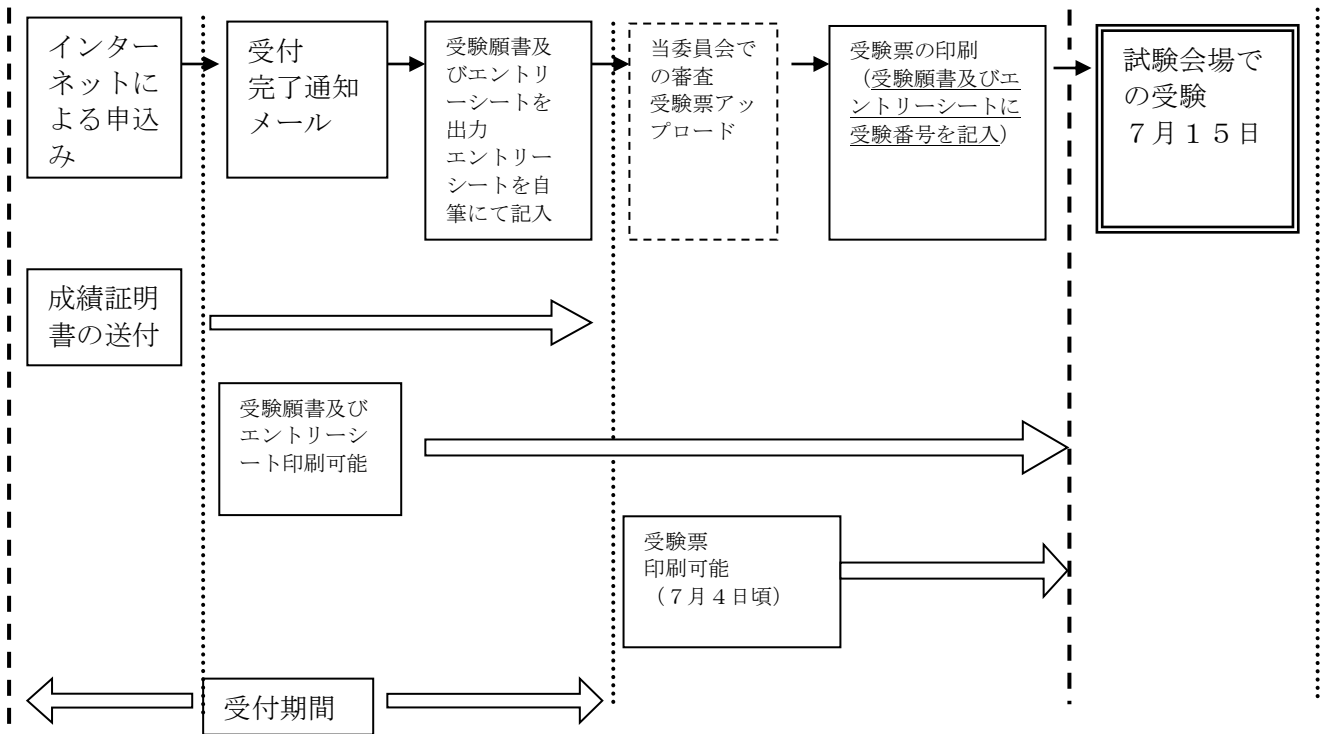 インター
ネットに
よる申込
み
受付
完了通知
メール
受験願書及
びエントリ
ーシートを
出力
エントリー
シートを自
筆にて記入
当委員会で
の審査
受験票アッ
プロード
受験票の印刷
（受験願書及びエ
ントリーシートに
受験番号を記入）
試験会場で
の受験
７月１５日
成績証明
書の送付
受験願書及び
エントリーシ
ート印刷可能
受験票
印刷可能
（７月４日頃）
受付期間